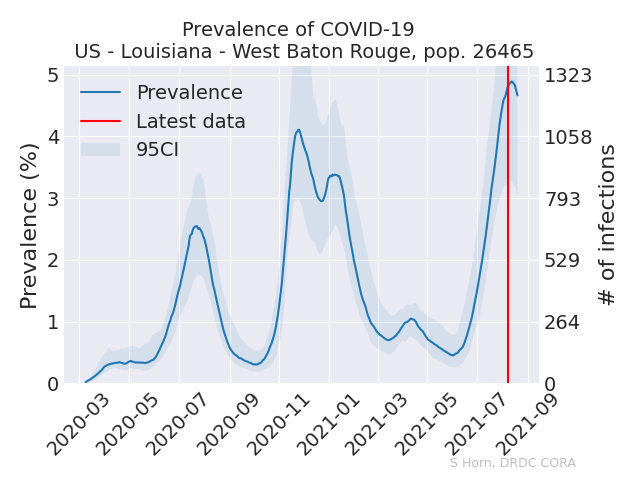 Prevalence of COVID-19
US - Louisiana - West Baton Rouge, pop. 26465
Prevalence
Latest data
95CI
Prevalence (%)
5
4
3
2
1
0
1323
1058
793
529
264
0
# of infections
2020-03
2020-05
2020-07
2020-09
2020-11
2021-01
2021-03
2021-05
2021-07
2021-09
S Horn, DRDC CORA